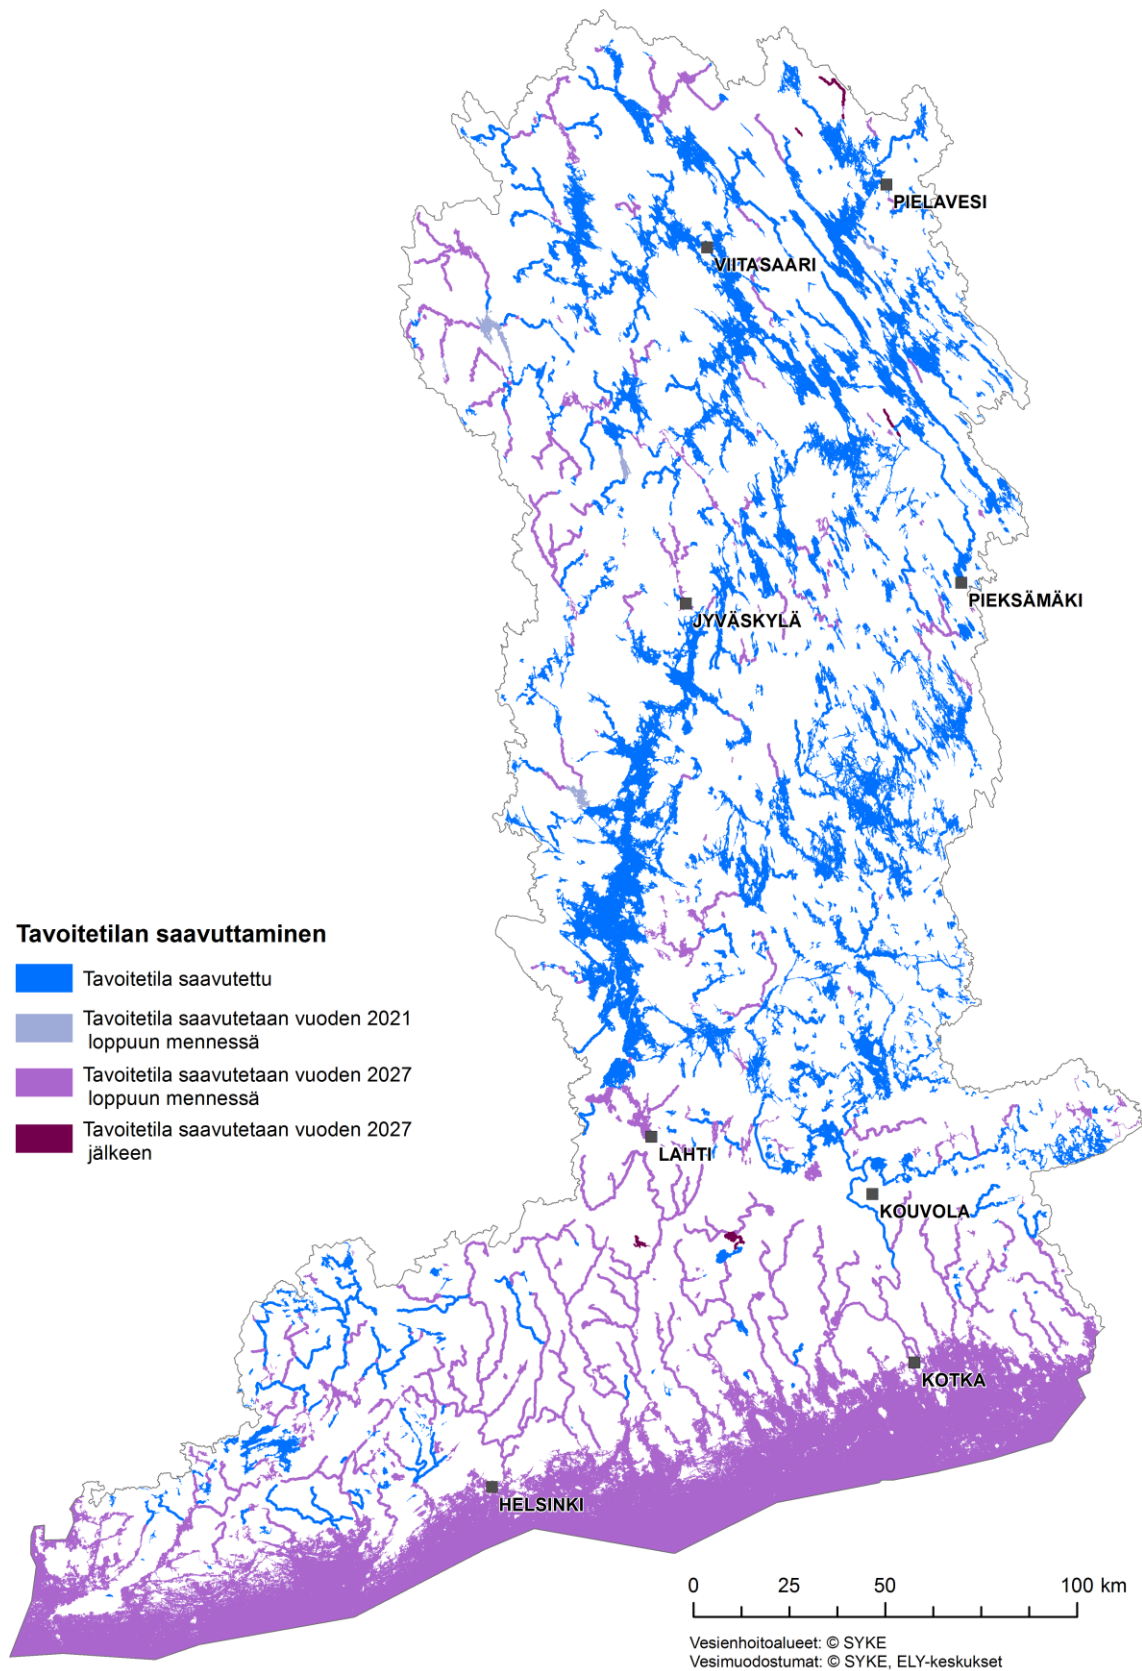 PIELAVESI
VIITASAARI
PIEKSÄMÄKI
JYVÄSKYLÄ
Tavoitetilan saavuttaminen
Tavoitetila saavutettu
Tavoitetila saavutetaan vuoden 2021
loppuun mennessä
Tavoitetila saavutetaan vuoden 2027
loppuun mennessä
Tavoitetila saavutetaan vuoden 2027
jälkeen
LAHTI
KOUVOLA
KOTKA
HELSINKI
0 25 50 100 km
Vesienhoitoalueet: © SYKE
Vesimuodostumat: © SYKE, ELY-keskukset